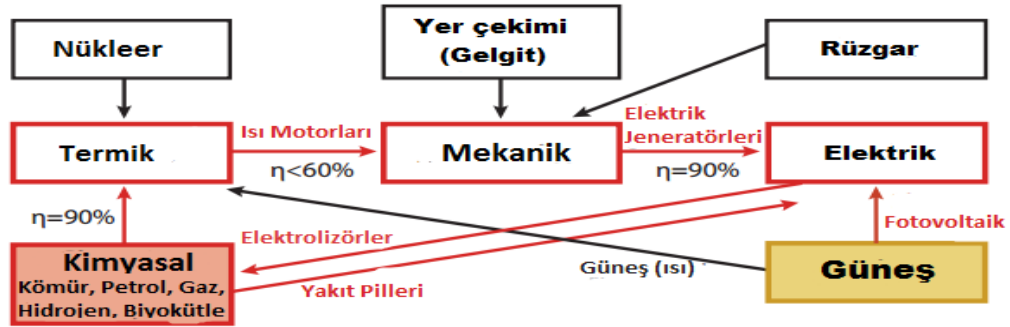 Nükleer
Yer çekimi
(Gelgit)
Rüzgar
Termik
Isı Motorları
η<60%
Mekanik
Elektrik
Jeneratörleri
η=90%
Elektrik
η=90%
Elektrolizörler
Fotovoltaik
Kimyasal
Kömür, Petrol, Gaz,
Hidrojen, Biyokütle
Yakıt Pilleri
Güneş (ısı)
Güneş